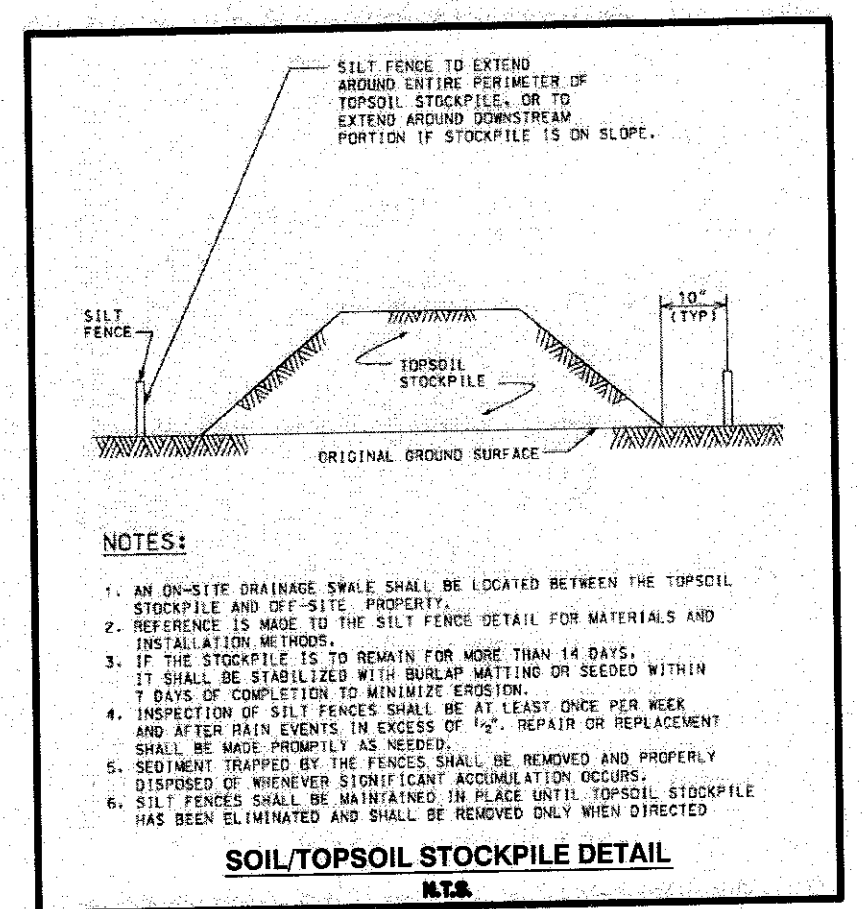 SILT FENCE TO EXTEND
AROUND ENTIRE PERIMETER OF
TOPSOIL STOCKPILE, OR TO
EXTEND AROUND DOWNSTREAM
PORTION IF STOCKPILE IS ON SLOPE.
SILT
FENCE
10"
(TYP)
TOPSOIL
STOCKPILE
ORIGINAL GROUND SURFACE
NOTES:
1. AN ON-SITE DRAINAGE SWALE SHALL BE LOCATED BETWEEN THE TOPSOIL
STOCKPILE AND OFF-SITE PROPERTY.
2. REFERENCE IS MADE TO THE SILT FENCE DETAIL FOR MATERIALS AND
INSTALLATION METHODS.
3. IF THE STOCKPILE IS TO REMAIN FOR MORE THAN 14 DAYS,
IT SHALL BE STABILIZED WITH BURLAP MATTING OR SEEDED WITHIN
7 DAYS OF COMPLETION TO MINIMIZE EROSION.
4. INSPECTION OF SILT FENCES SHALL BE AT LEAST ONCE PER WEEK
AND AFTER RAIN EVENTS IN EXCESS OF 1/2". REPAIR OR REPLACEMENT
SHALL BE MADE PROMPTLY AS NEEDED.
5. SEDIMENT TRAPPED BY THE FENCES SHALL BE REMOVED AND PROPERLY
DISPOSED OF WHENEVER SIGNIFICANT ACCUMULATION OCCURS.
6. SILT FENCES SHALL BE MAINTAINED IN PLACE UNTIL TOPSOIL STOCKPILE
HAS BEEN ELIMINATED AND SHALL BE REMOVED ONLY WHEN DIRECTED
SOIL/TOPSOIL STOCKPILE DETAIL
N.T.S.